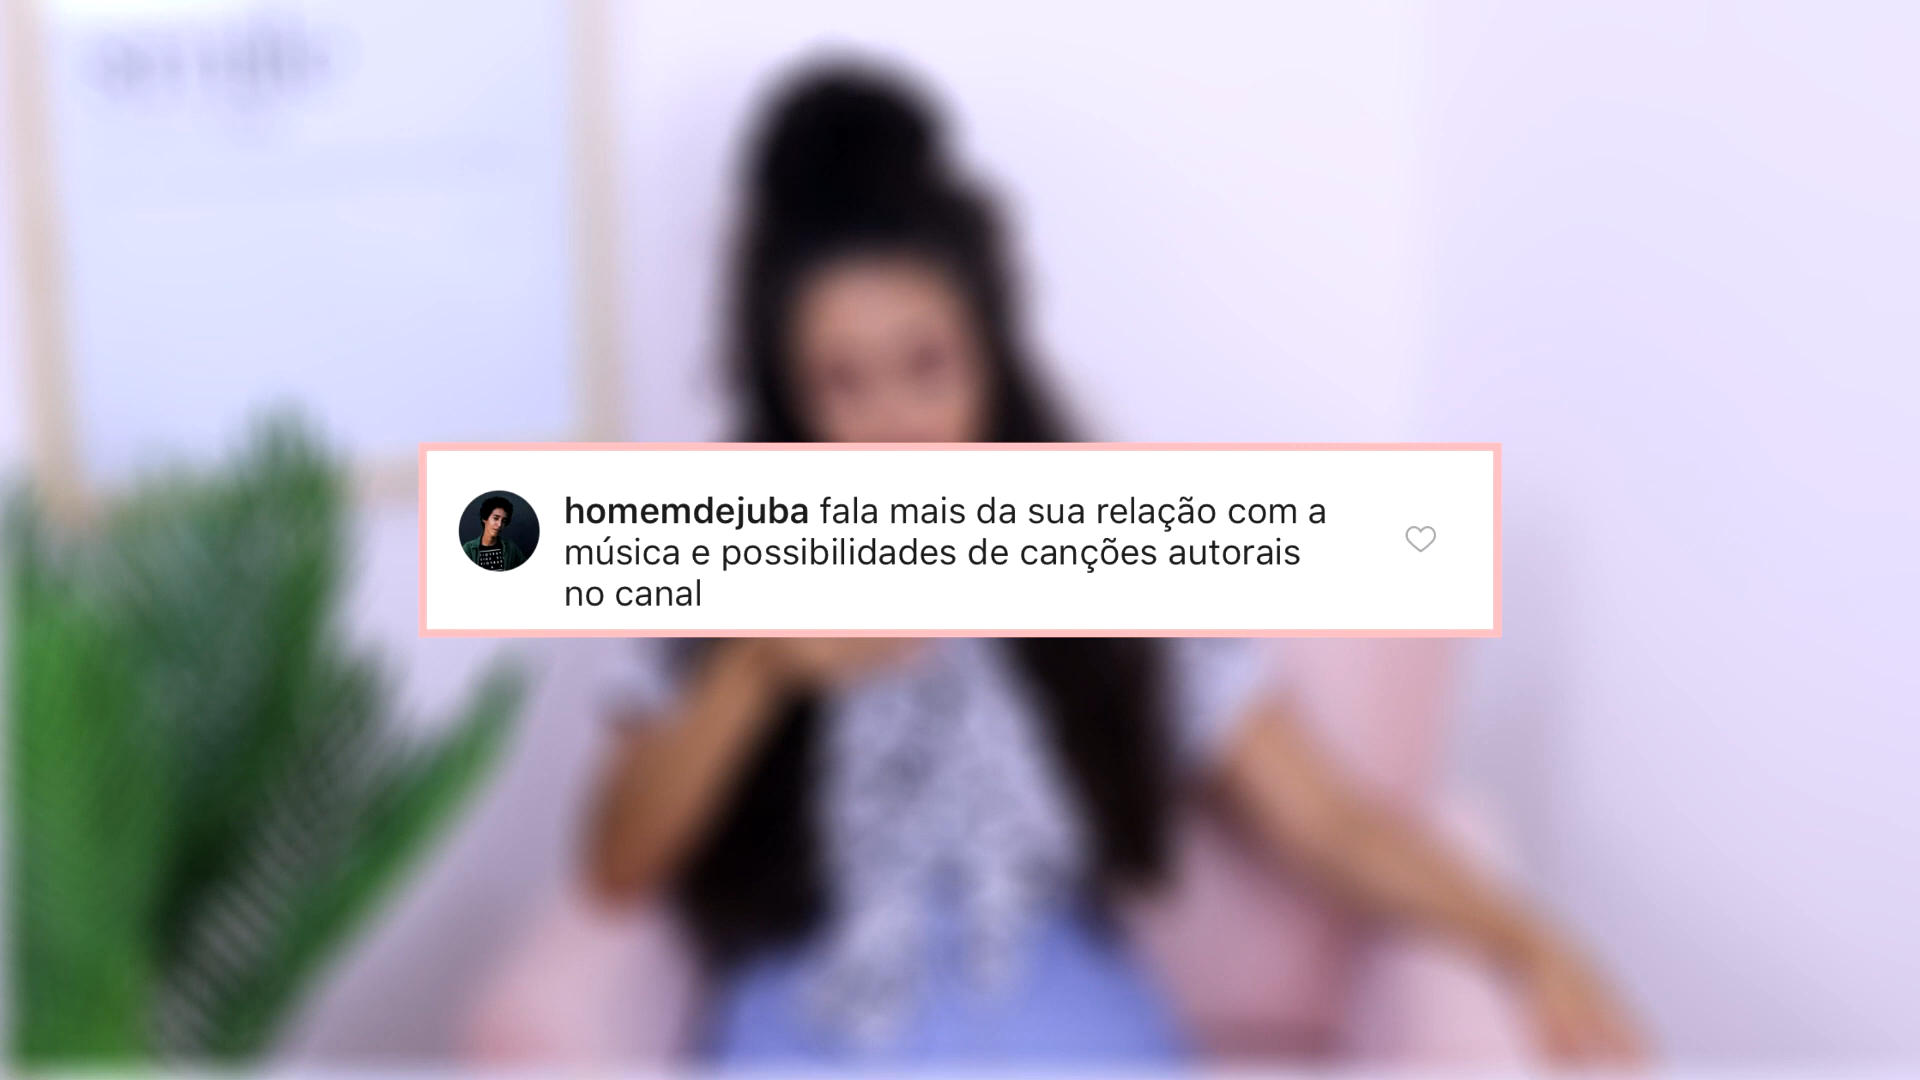 homemdejuba fala mais da sua relação com a
música e possibilidades de canções autorais
no canal